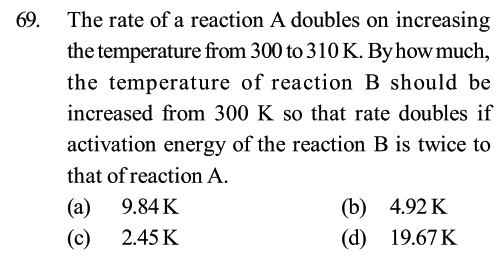 69. The rate of a reaction A doubles on increasing
the temperature from 300 to 310 K. By how much,
the temperature of reaction B should be
increased from 300 K so that rate doubles if
activation energy of the reaction B is twice to
that of reaction A.
(a) 9.84 K (b) 4.92 K
(c) 2.45 K (d) 19.67 K